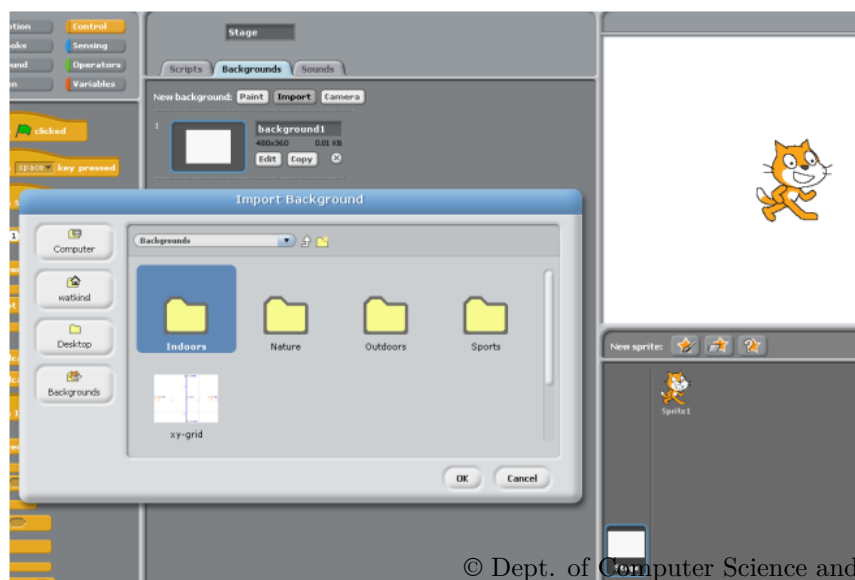 Control
Sensing
Operators
Variables
clicked
space key pressed
Stage
Scripts Backgrounds Sounds
New background: Paint Import Camera
1 background1
480x360 0.01 KB
Edit Copy
Import Background
Computer
watkinsl
Desktop
Backgrounds
Backgrounds
Indoors Nature Outdoors Sports
xy-grid
OK Cancel
New sprite:
Sprite1
© Dept. of Computer Science and